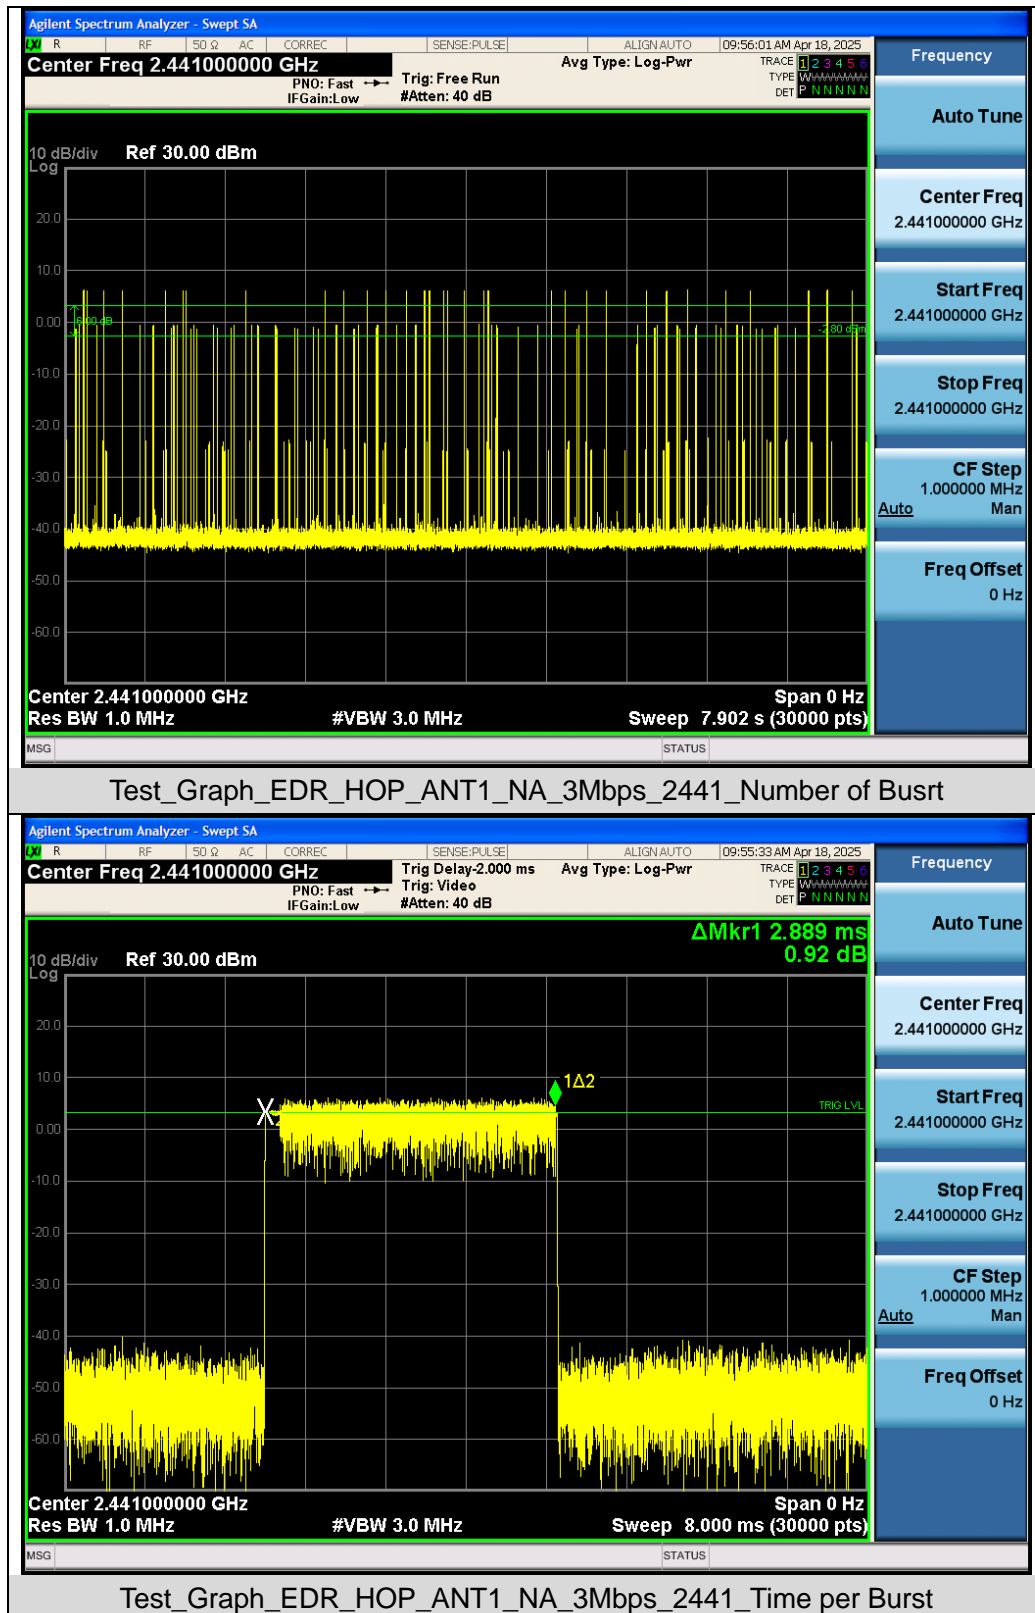 Agilent Spectrum Analyzer - Swept SA
LXI R RF 50 Ω AC CORREC SENSE:PULSE ALIGN AUTO 09:56:01 AM Apr 18, 2025
Center Freq 2.441000000 GHz
PNO: Fast
IFGain:Low
Trig: Free Run
#Atten: 40 dB
Avg Type: Log-Pwr
TRACE 1 2 3 4 5 6
TYPE
DET P N N N N N
Frequency
Auto Tune
Center Freq
2.441000000 GHz
Start Freq
2.441000000 GHz
Stop Freq
2.441000000 GHz
CF Step
1.000000 MHz
Auto Man
Freq Offset
0 Hz
10 dB/div Ref 30.00 dBm
Log
20.0
10.0
0.00
6.00 dB
-2.80 dBm
-10.0
-20.0
-30.0
-40.0
-50.0
-60.0
Center 2.441000000 GHz Span 0 Hz
Res BW 1.0 MHz #VBW 3.0 MHz Sweep 7.902 s (30000 pts)
MSG STATUS
Test_Graph_EDR_HOP_ANT1_NA_3Mbps_2441_Number of Busrt
Agilent Spectrum Analyzer - Swept SA
LXI R RF 50 Ω AC CORREC SENSE:PULSE ALIGN AUTO 09:55:33 AM Apr 18, 2025
Center Freq 2.441000000 GHz
PNO: Fast
IFGain:Low
Trig Delay-2.000 ms
Trig: Video
#Atten: 40 dB
Avg Type: Log-Pwr
TRACE 1 2 3 4 5 6
TYPE
DET P N N N N N
Frequency
Auto Tune
Center Freq
2.441000000 GHz
Start Freq
2.441000000 GHz
Stop Freq
2.441000000 GHz
CF Step
1.000000 MHz
Auto Man
Freq Offset
0 Hz
ΔMkr1 2.889 ms
0.92 dB
10 dB/div Ref 30.00 dBm
Log
20.0
10.0
1Δ2
TRIG LVL
0.00
-10.0
-20.0
-30.0
-40.0
-50.0
-60.0
Center 2.441000000 GHz Span 0 Hz
Res BW 1.0 MHz #VBW 3.0 MHz Sweep 8.000 ms (30000 pts)
MSG STATUS
Test_Graph_EDR_HOP_ANT1_NA_3Mbps_2441_Time per Burst